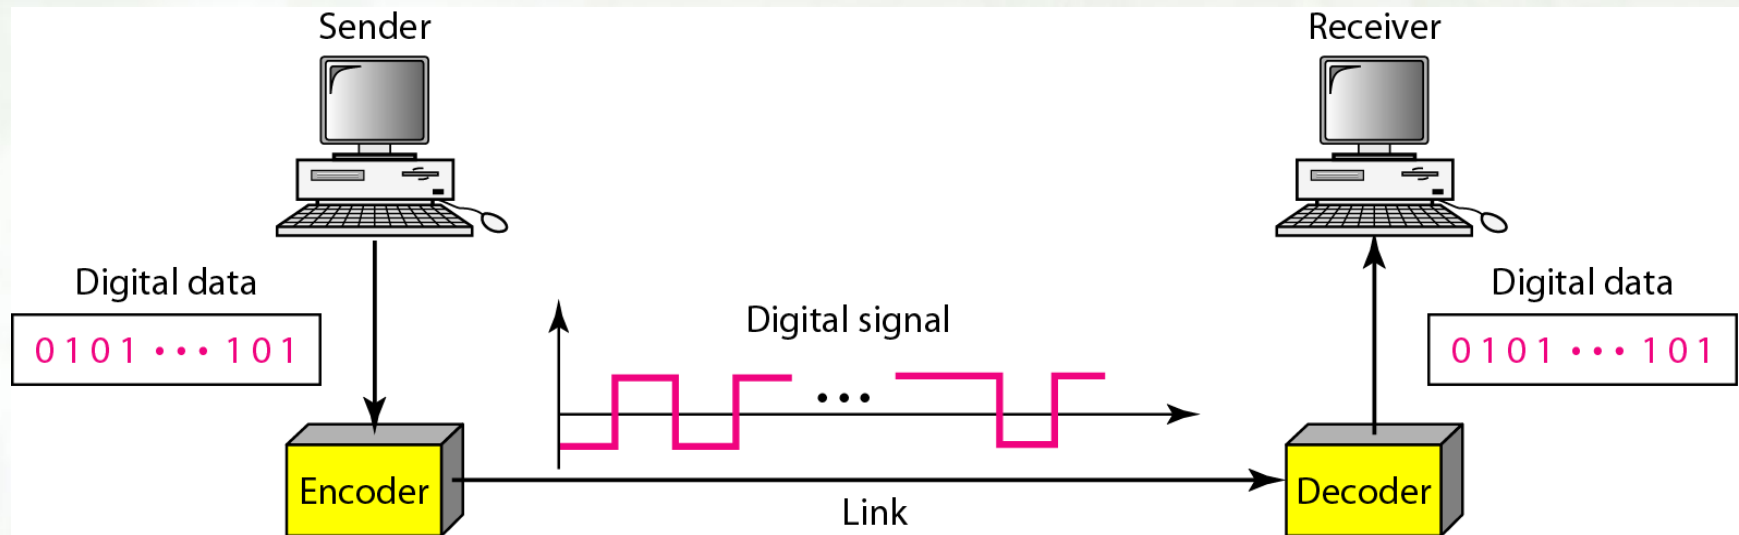 Sender
Receiver
Digital data
0101 ••• 101
Digital signal
•••
Digital data
0101 ••• 101
Encoder
Link
Decoder